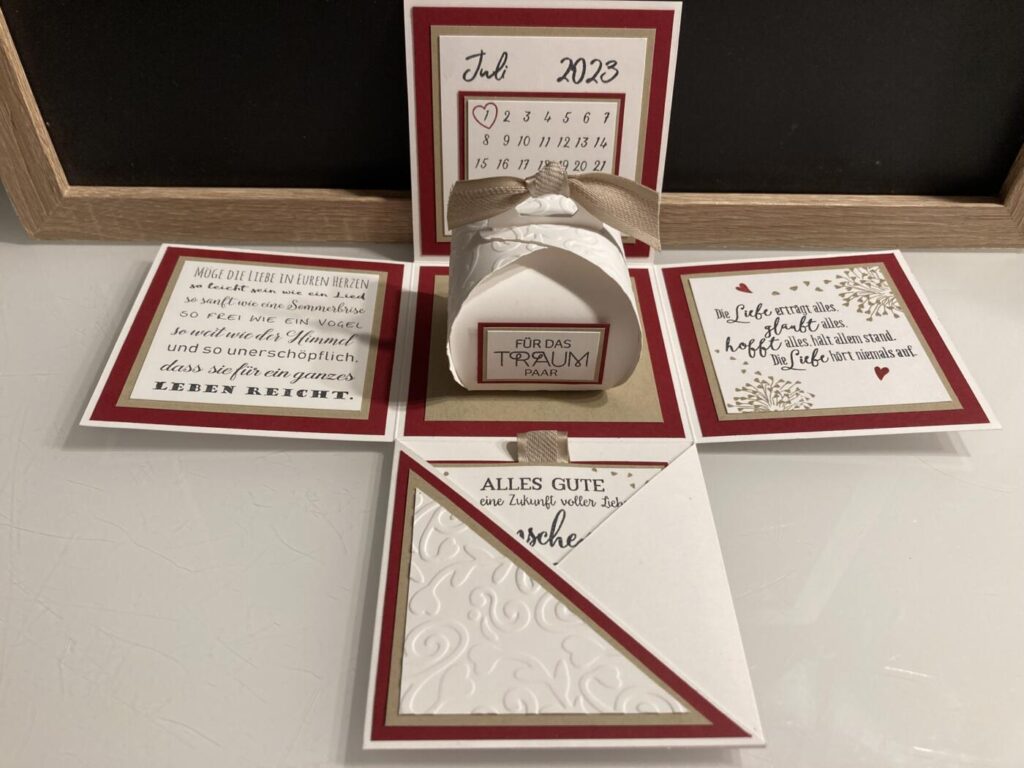 Juli 2023
1 2 3 4 5 6 7
8 9 10 11 12 13 14
15 16 17 18 19 20 21
MÖGE DIE LIEBE IN EUREN HERZEN
so leicht sein wie ein Lied
so sanft wie eine Sommerbrise
SO FREI WIE EIN VOGEL
so weit wie der Himmel
und so unerschöpflich,
dass sie für ein ganzes
LEBEN REICHT.
FÜR DAS
TRAUM
PAAR
Die Liebe erträgt alles,
glaubt alles,
hofft alles, hält allem stand.
Die Liebe hört niemals auf.
ALLES GUTE
eine Zukunft voller Lieb
nsche